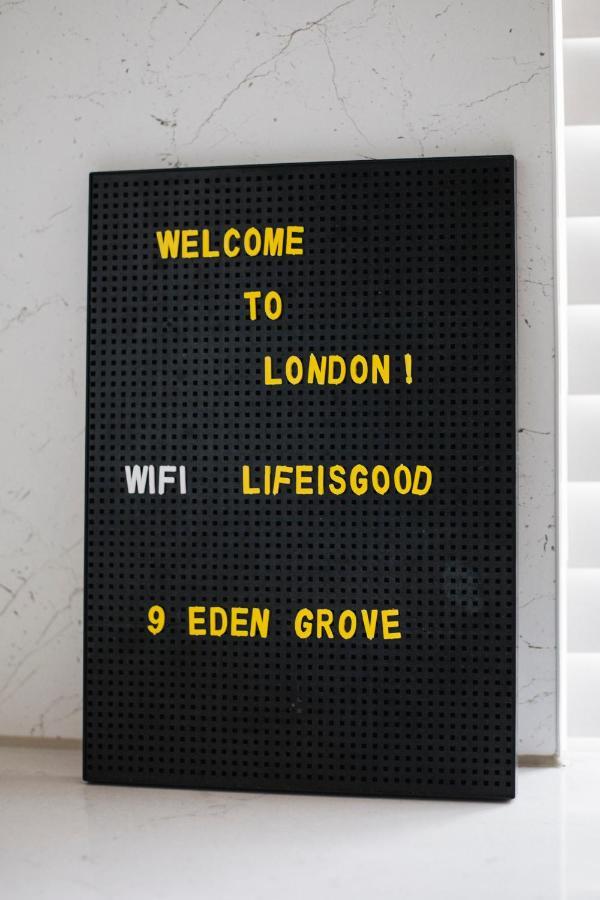 WELCOME
TO
LONDON!
WIFI LIFEISGOOD
9 EDEN GROVE